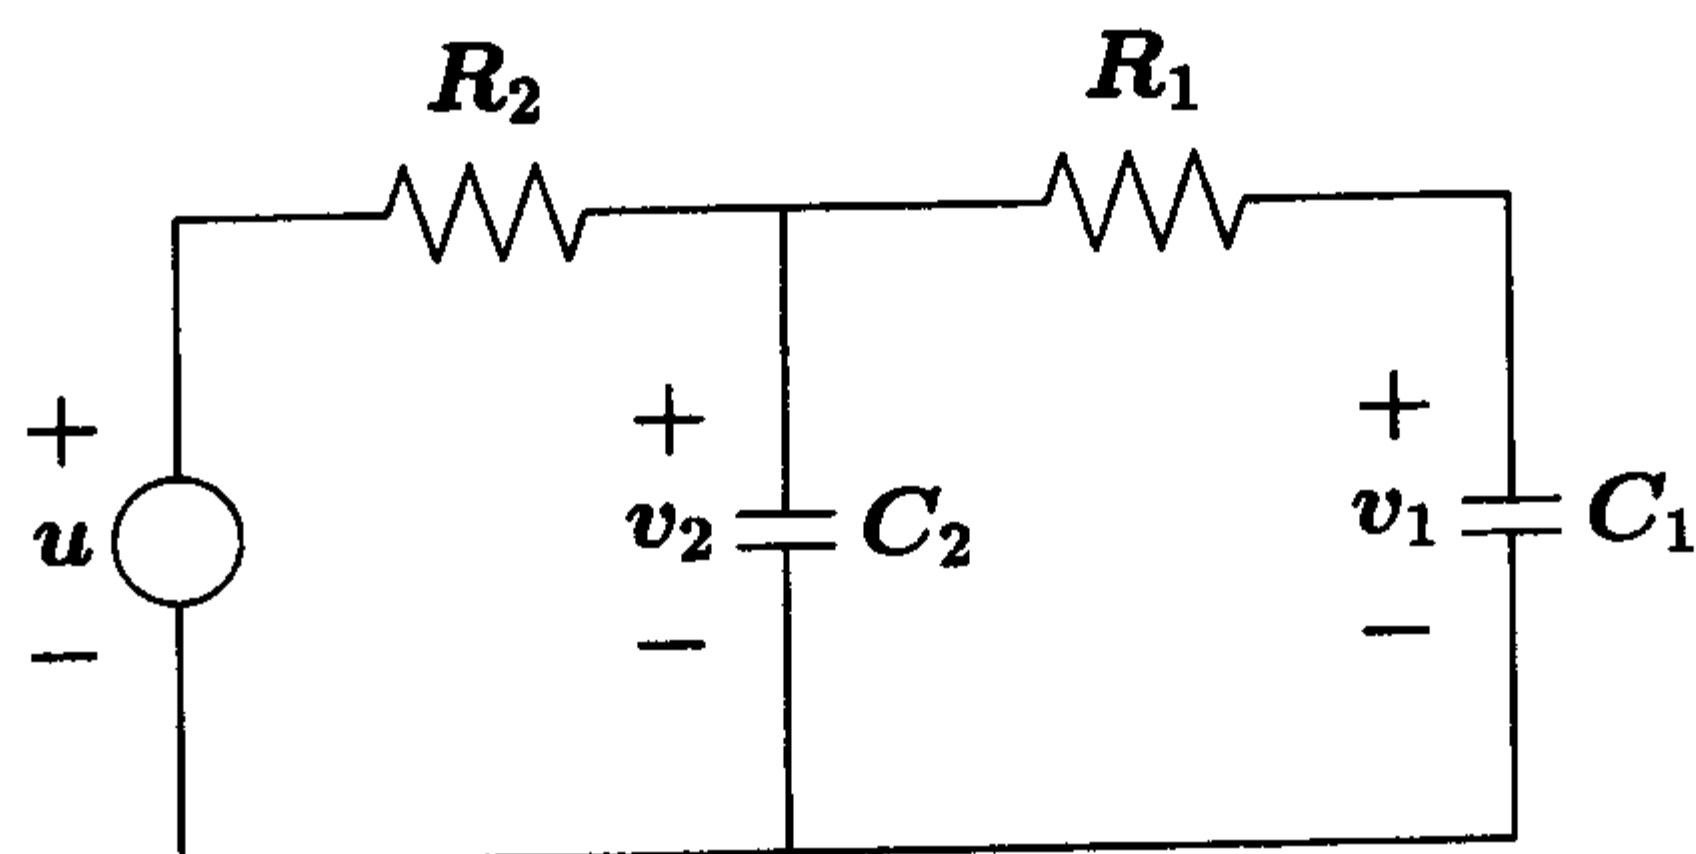 R₂ R₁
+ + +
u v₂ C₂ v₁ C₁
− − −